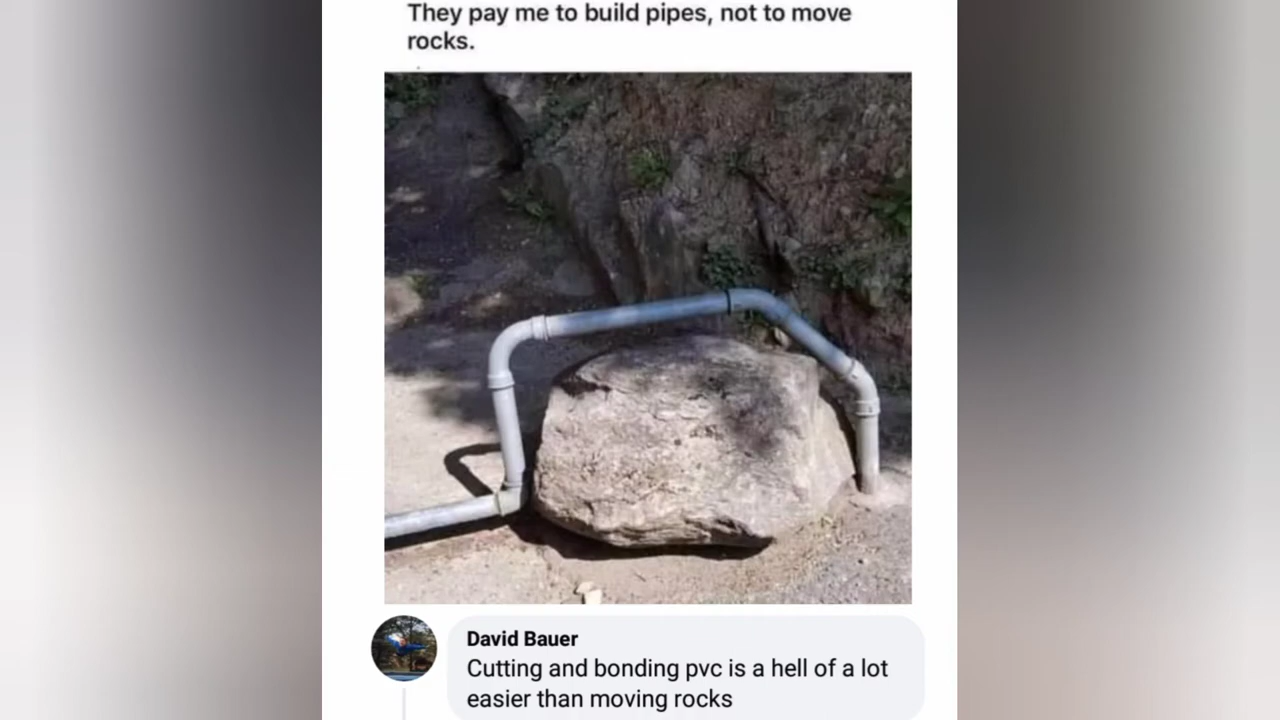 They pay me to build pipes, not to move
rocks.
David Bauer
Cutting and bonding pvc is a hell of a lot
easier than moving rocks